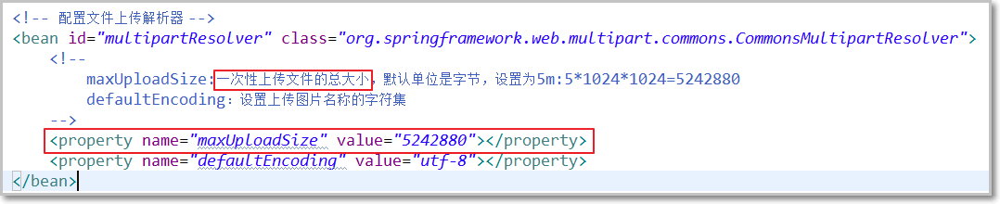 <!-- 配置文件上传解析器 -->
<bean id="multipartResolver" class="org.springframework.web.multipart.commons.CommonsMultipartResolver">
<!--
maxUploadSize:一次性上传文件的总大小，默认单位是字节，设置为5m:5*1024*1024=5242880
defaultEncoding：设置上传图片名称的字符集
-->
<property name="maxUploadSize" value="5242880"></property>
<property name="defaultEncoding" value="utf-8"></property>
</bean>